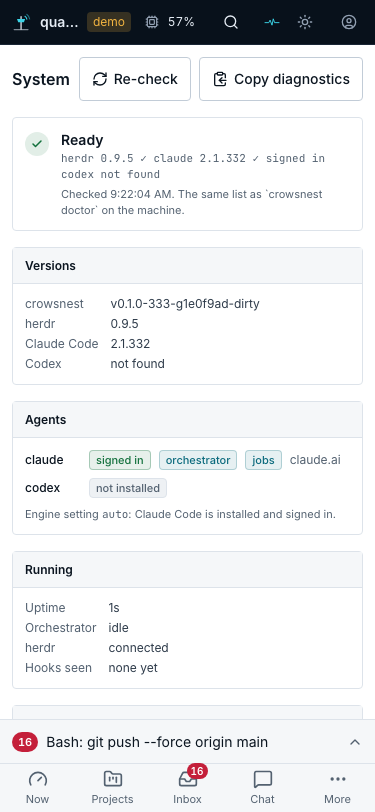 qua... demo 57%
System Re-check Copy diagnostics
Ready
herdr 0.9.5 ✓ claude 2.1.332 ✓ signed in
codex not found
Checked 9:22:04 AM. The same list as `crowsnest
doctor` on the machine.
Versions
crowsnest v0.1.0-333-g1e0f9ad-dirty
herdr 0.9.5
Claude Code 2.1.332
Codex not found
Agents
claude signed in orchestrator jobs claude.ai
codex not installed
Engine setting auto: Claude Code is installed and signed in.
Running
Uptime 1s
Orchestrator idle
herdr connected
Hooks seen none yet
16 Bash: git push --force origin main
16
Now Projects Inbox Chat More